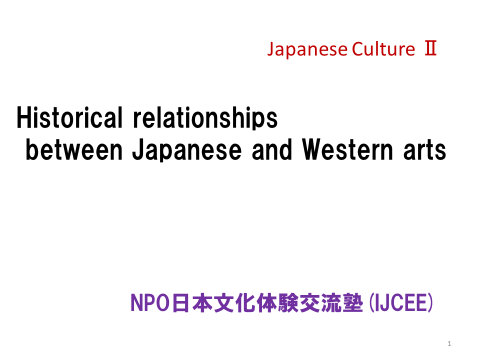 Japanese Culture Ⅱ
Historical relationships
between Japanese and Western arts
NPO日本文化体験交流塾(IJCEE)
1